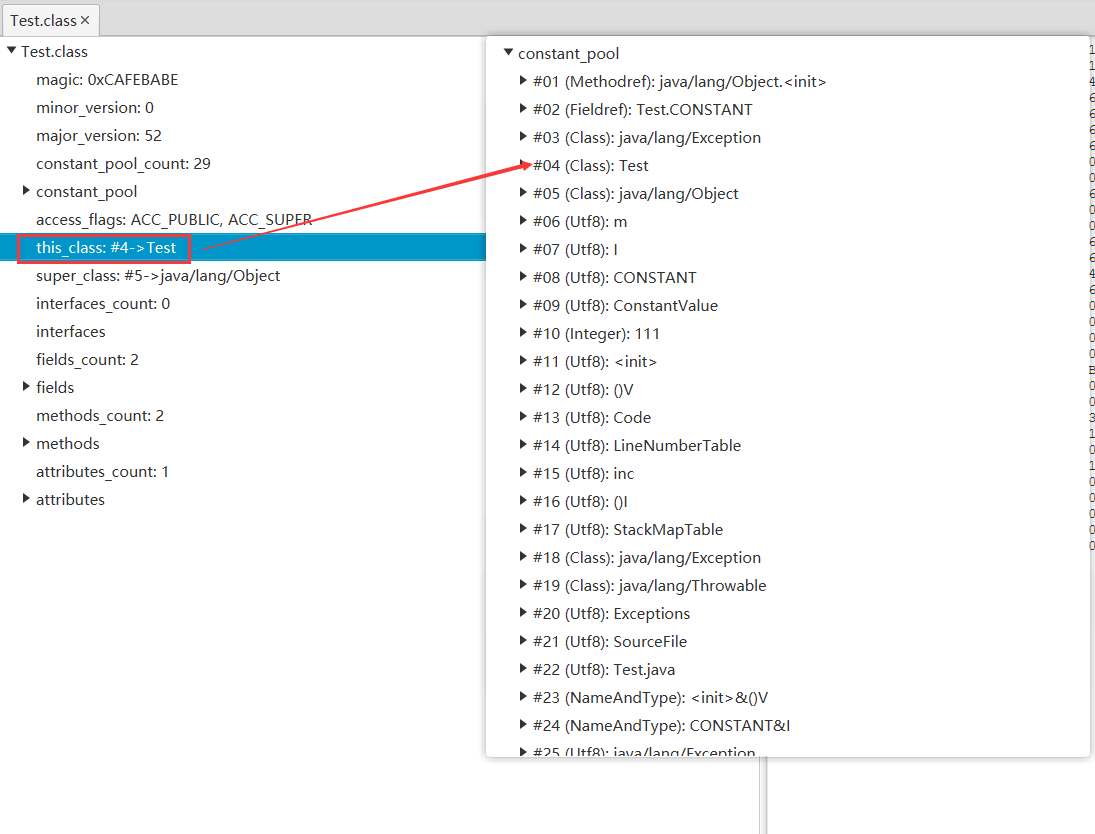 Test.class×
Test.class
magic: 0xCAFEBABE
minor_version: 0
major_version: 52
constant_pool_count: 29
constant_pool
access_flags: ACC_PUBLIC, ACC_SUPER
this_class: #4->Test
super_class: #5->java/lang/Object
interfaces_count: 0
interfaces
fields_count: 2
fields
methods_count: 2
methods
attributes_count: 1
attributes
constant_pool
#01 (Methodref): java/lang/Object.<init>
#02 (Fieldref): Test.CONSTANT
#03 (Class): java/lang/Exception
#04 (Class): Test
#05 (Class): java/lang/Object
#06 (Utf8): m
#07 (Utf8): I
#08 (Utf8): CONSTANT
#09 (Utf8): ConstantValue
#10 (Integer): 111
#11 (Utf8): <init>
#12 (Utf8): ()V
#13 (Utf8): Code
#14 (Utf8): LineNumberTable
#15 (Utf8): inc
#16 (Utf8): ()I
#17 (Utf8): StackMapTable
#18 (Class): java/lang/Exception
#19 (Class): java/lang/Throwable
#20 (Utf8): Exceptions
#21 (Utf8): SourceFile
#22 (Utf8): Test.java
#23 (NameAndType): <init>&()V
#24 (NameAndType): CONSTANT&I
#25 (Utf8): java/lang/Exception